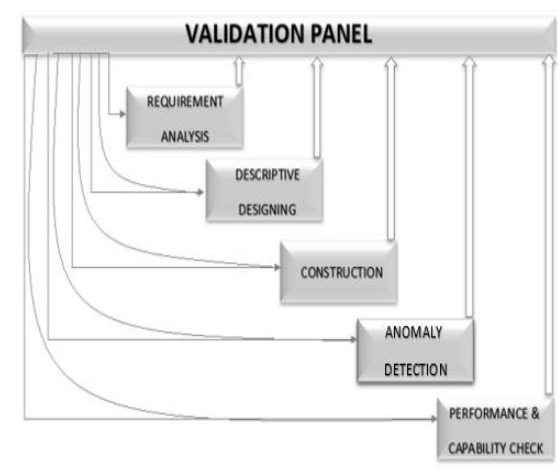 VALIDATION PANEL
REQUIREMENT
ANALYSIS
DESCRIPTIVE
DESIGNING
CONSTRUCTION
ANOMALY
DETECTION
PERFORMANCE &
CAPABILITY CHECK